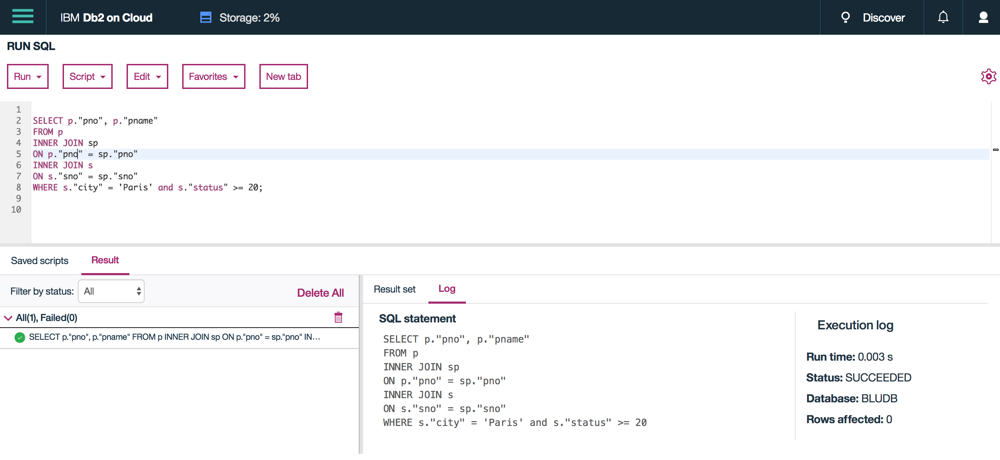 IBM Db2 on Cloud
Storage: 2%
Discover
RUN SQL
Run
Script
Edit
Favorites
New tab
1
2 SELECT p."pno", p."pname"
3 FROM p
4 INNER JOIN sp
5 ON p."pno" = sp."pno"
6 INNER JOIN s
7 ON s."sno" = sp."sno"
8 WHERE s."city" = 'Paris' and s."status" >= 20;
9
10
Saved scripts
Result
Filter by status:
All
Delete All
All(1), Failed(0)
SELECT p."pno", p."pname" FROM p INNER JOIN sp ON p."pno" = sp."pno" IN...
Result set
Log
SQL statement
SELECT p."pno", p."pname"
FROM p
INNER JOIN sp
ON p."pno" = sp."pno"
INNER JOIN s
ON s."sno" = sp."sno"
WHERE s."city" = 'Paris' and s."status" >= 20
Execution log
Run time: 0.003 s
Status: SUCCEEDED
Database: BLUDB
Rows affected: 0